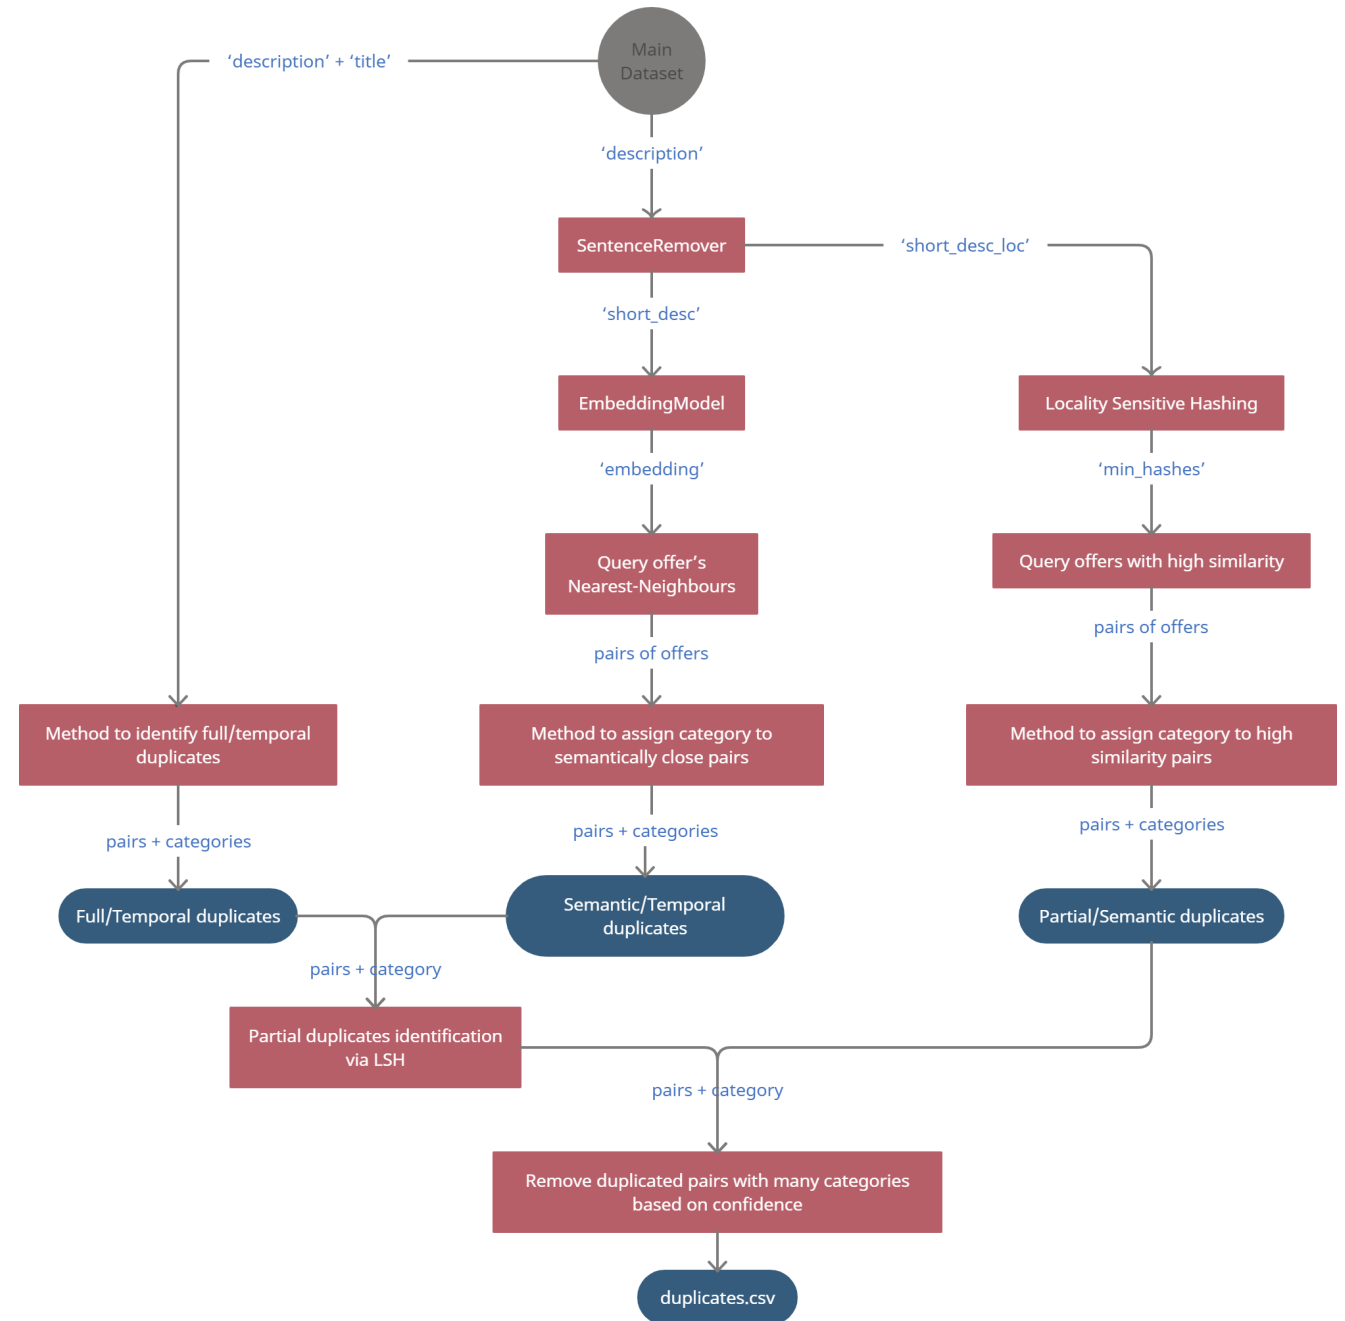 Main
Dataset
‘description’ + ‘title’
‘description’
SentenceRemover
‘short_desc_loc’
‘short_desc’
EmbeddingModel
Locality Sensitive Hashing
‘embedding’
‘min_hashes’
Query offer’s
Nearest-Neighbours
Query offers with high similarity
pairs of offers
pairs of offers
Method to identify full/temporal
duplicates
Method to assign category to
semantically close pairs
Method to assign category to high
similarity pairs
pairs + categories
pairs + categories
pairs + categories
Full/Temporal duplicates
Semantic/Temporal
duplicates
Partial/Semantic duplicates
pairs + category
Partial duplicates identification
via LSH
pairs + category
Remove duplicated pairs with many categories
based on confidence
duplicates.csv